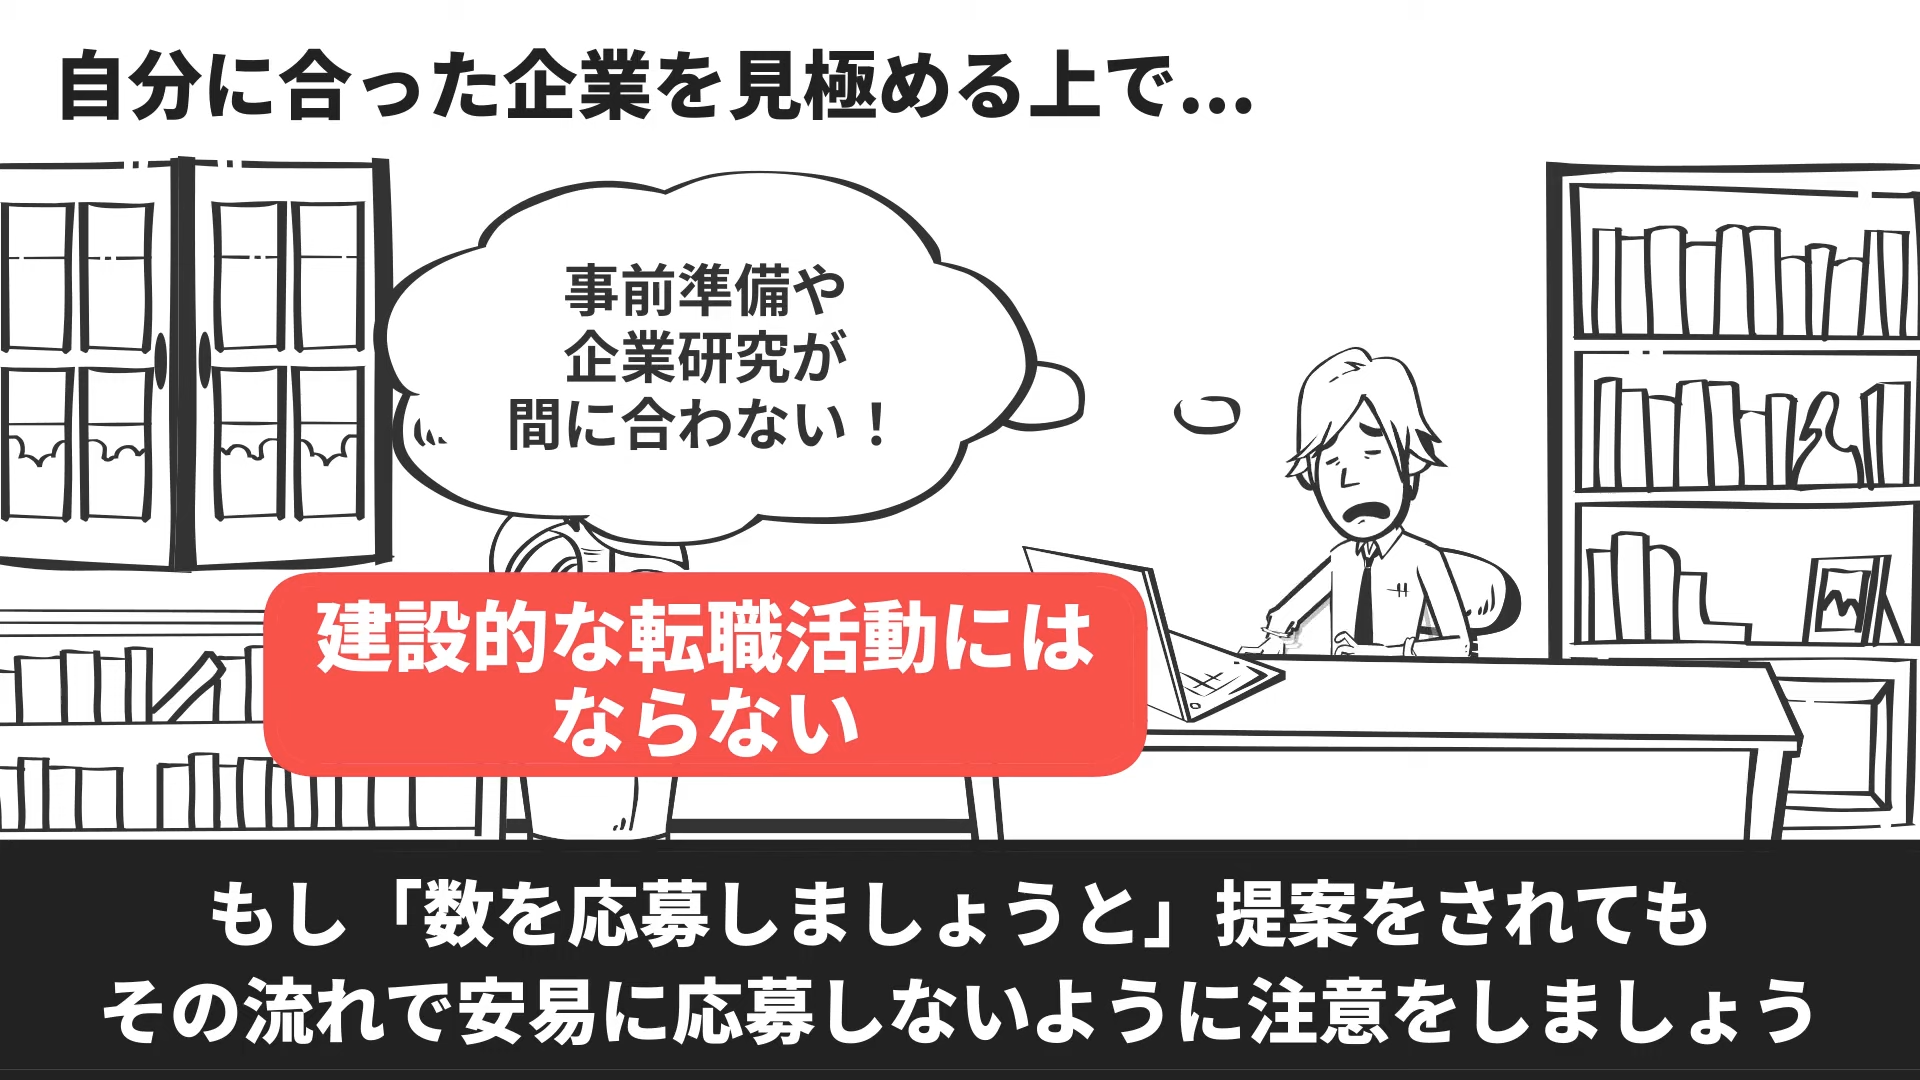 自分に合った企業を見極める上で...
事前準備や
企業研究が
間に合わない！
建設的な転職活動には
ならない
もし「数を応募しましょうと」提案をされても
その流れで安易に応募しないように注意をしましょう